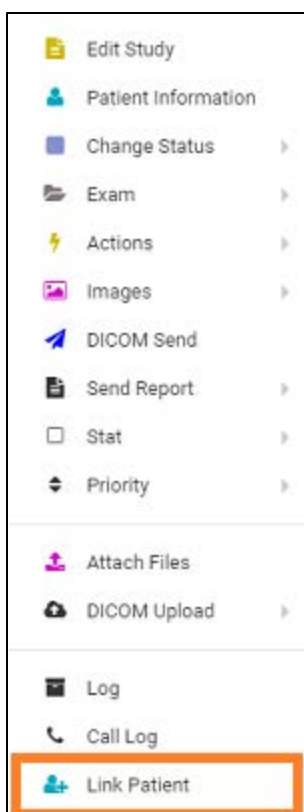 Edit Study
Patient Information
Change Status
Exam
Actions
Images
DICOM Send
Send Report
Stat
Priority
Attach Files
DICOM Upload
Log
Call Log
Link Patient